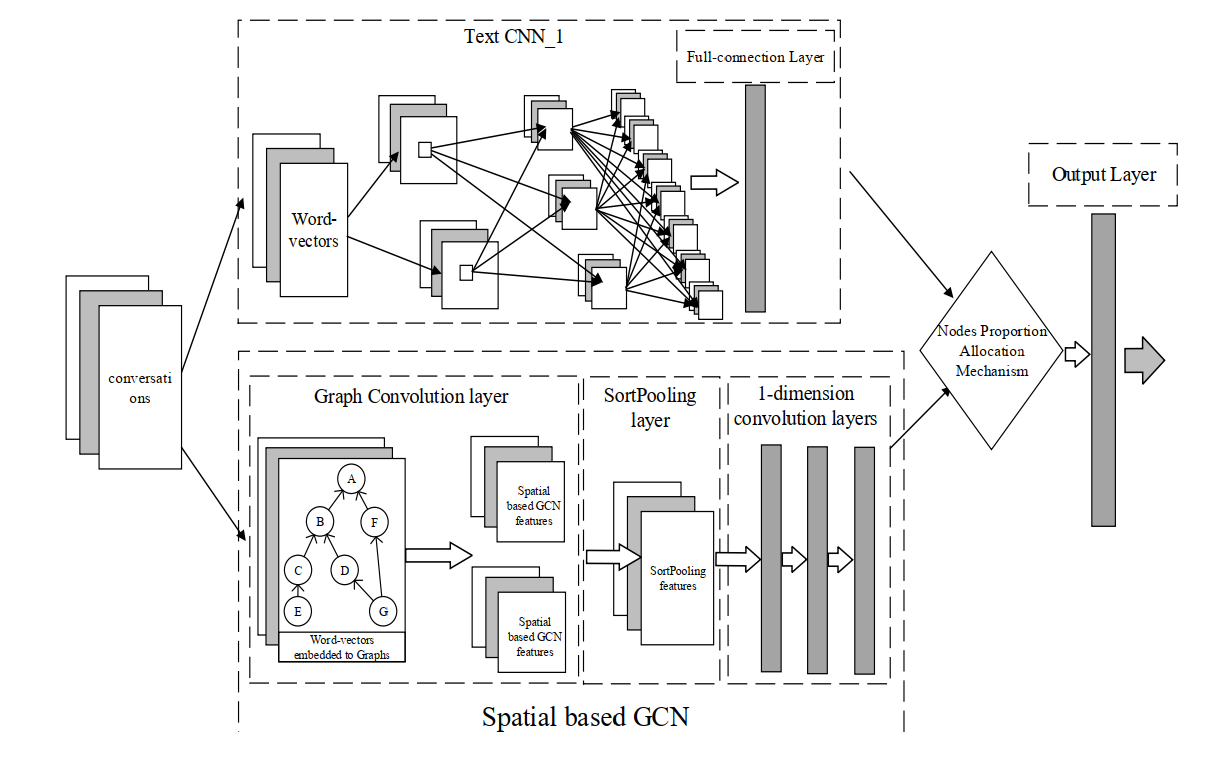 Text CNN_1
Full-connection Layer
Word-
vectors
Output Layer
conversati
ons
Nodes Proportion
Allocation
Mechanism
Graph Convolution layer
SortPooling
layer
1-dimension
convolution layers
A
B
F
C
D
E
G
Word-vectors
embedded to Graphs
Spatial
based GCN
features
Spatial
based GCN
features
SortPooling
features
Spatial based GCN